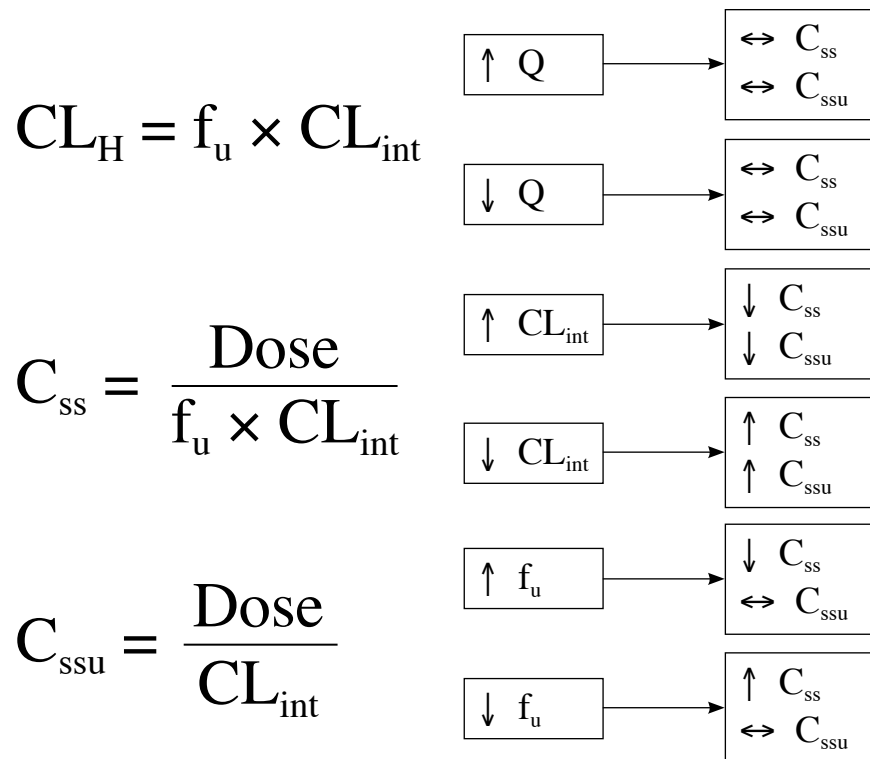 CL_H = f_u × CL_int
C_ss = Dose / f_u × CL_int
C_ssu = Dose / CL_int
↑ Q
↔ C_ss
↔ C_ssu
↓ Q
↔ C_ss
↔ C_ssu
↑ CL_int
↓ C_ss
↓ C_ssu
↓ CL_int
↑ C_ss
↑ C_ssu
↑ f_u
↓ C_ss
↔ C_ssu
↓ f_u
↑ C_ss
↔ C_ssu